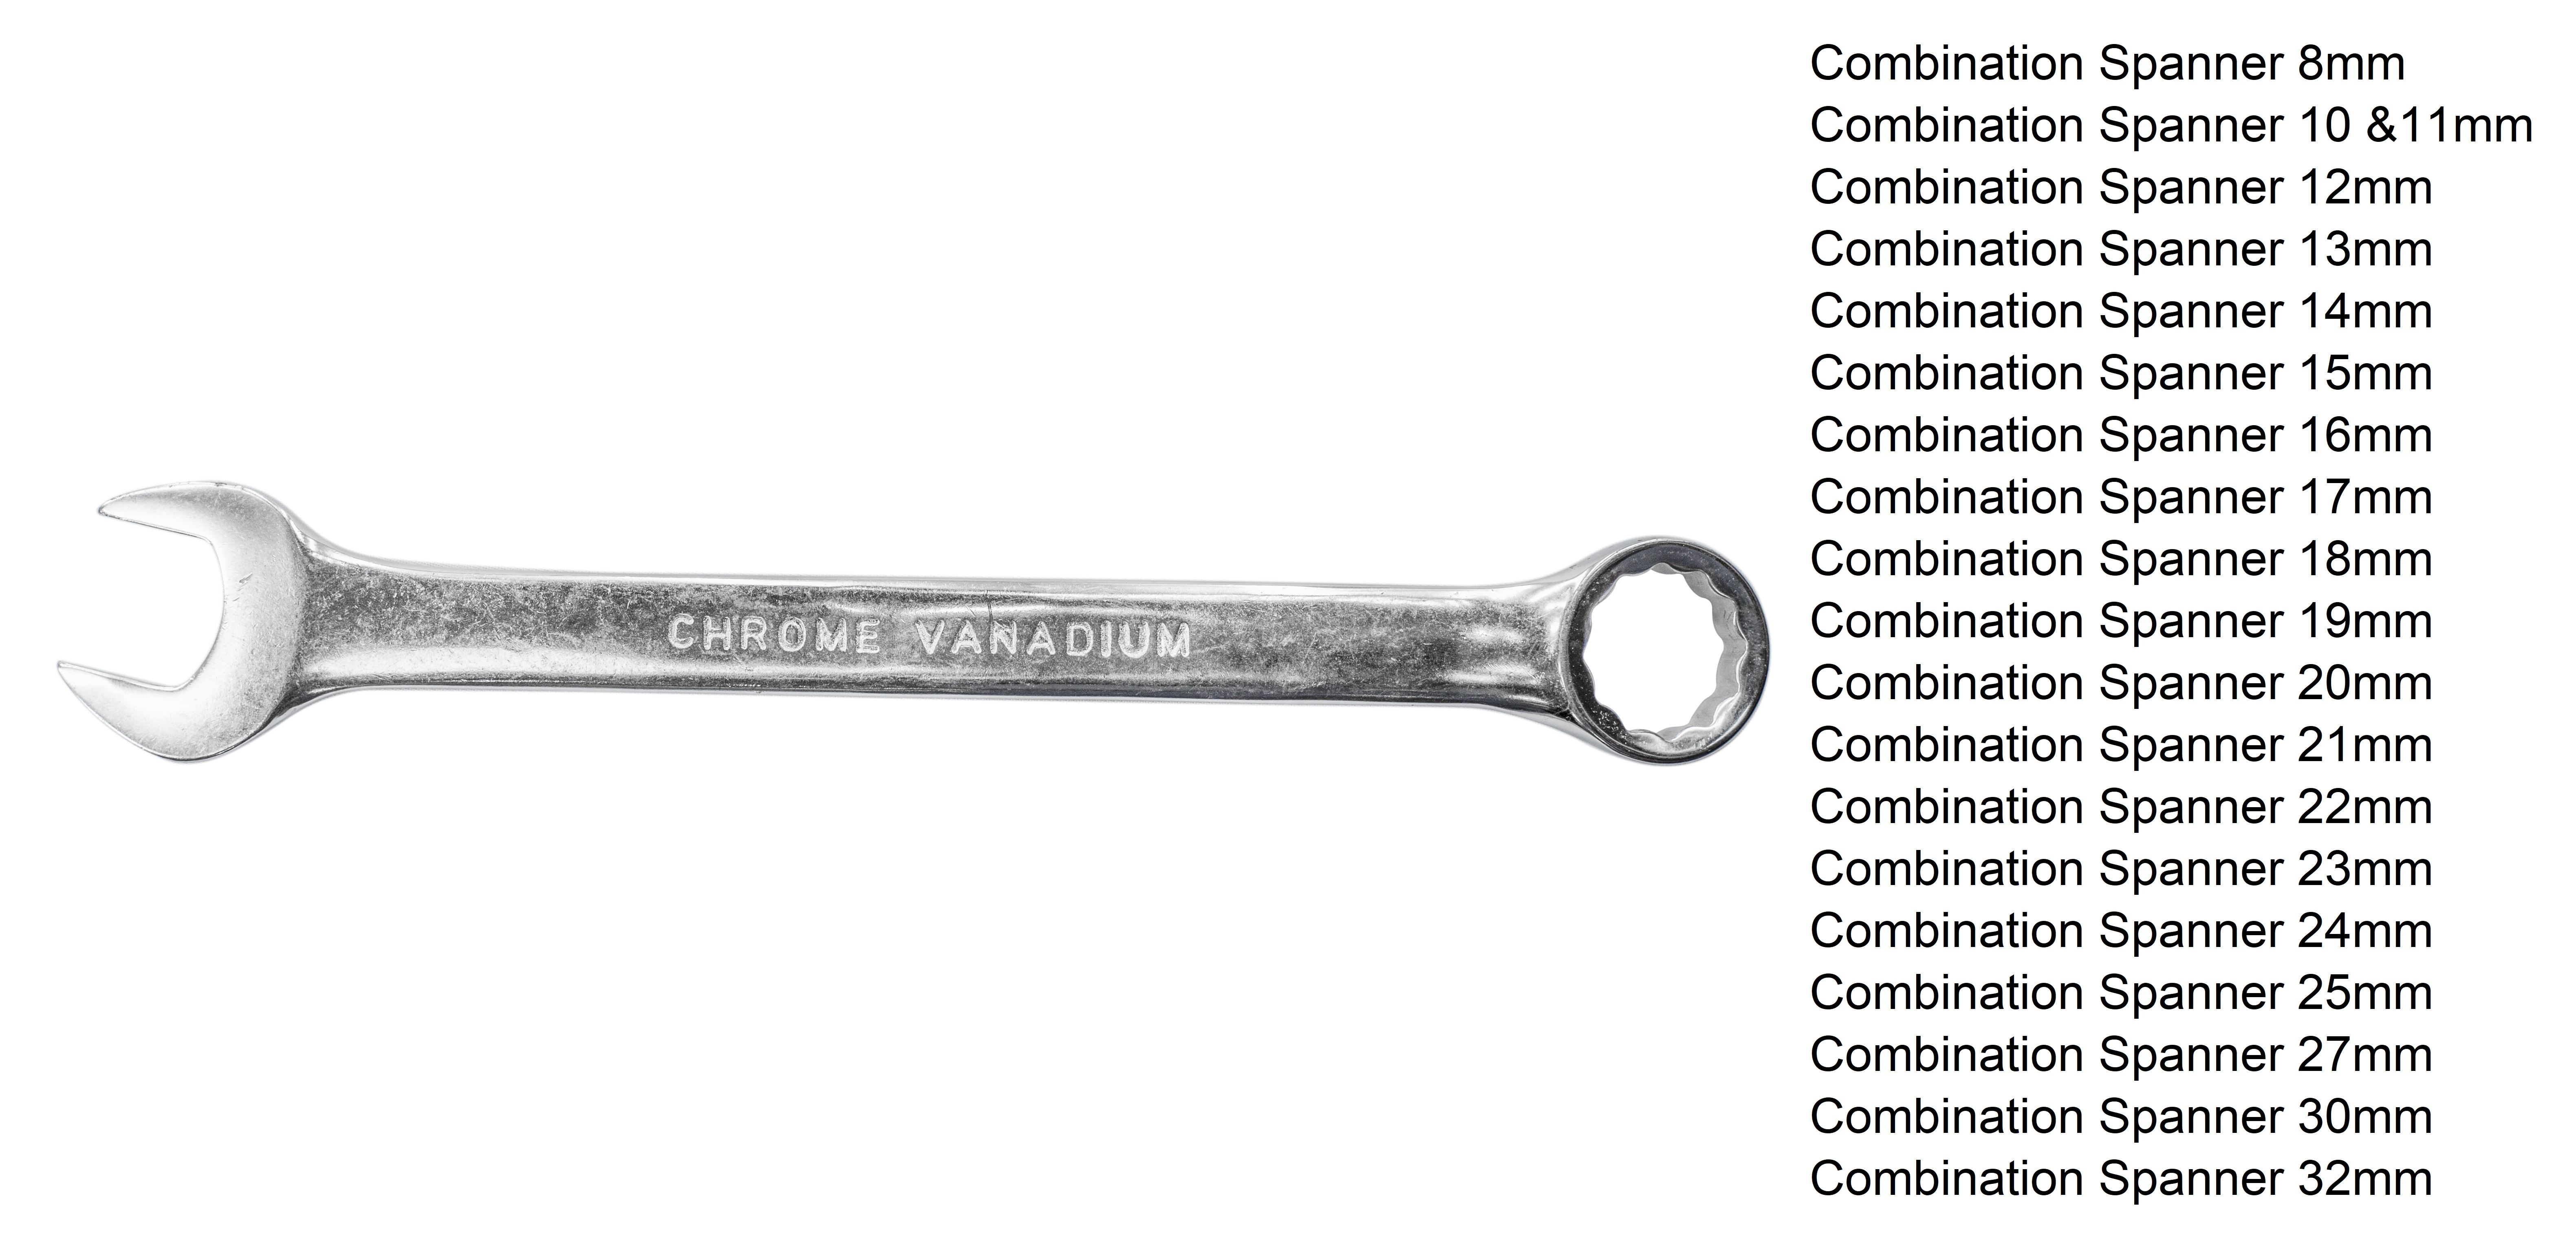 CHROME VANADIUM
Combination Spanner 8mm
Combination Spanner 10 &11mm
Combination Spanner 12mm
Combination Spanner 13mm
Combination Spanner 14mm
Combination Spanner 15mm
Combination Spanner 16mm
Combination Spanner 17mm
Combination Spanner 18mm
Combination Spanner 19mm
Combination Spanner 20mm
Combination Spanner 21mm
Combination Spanner 22mm
Combination Spanner 23mm
Combination Spanner 24mm
Combination Spanner 25mm
Combination Spanner 27mm
Combination Spanner 30mm
Combination Spanner 32mm